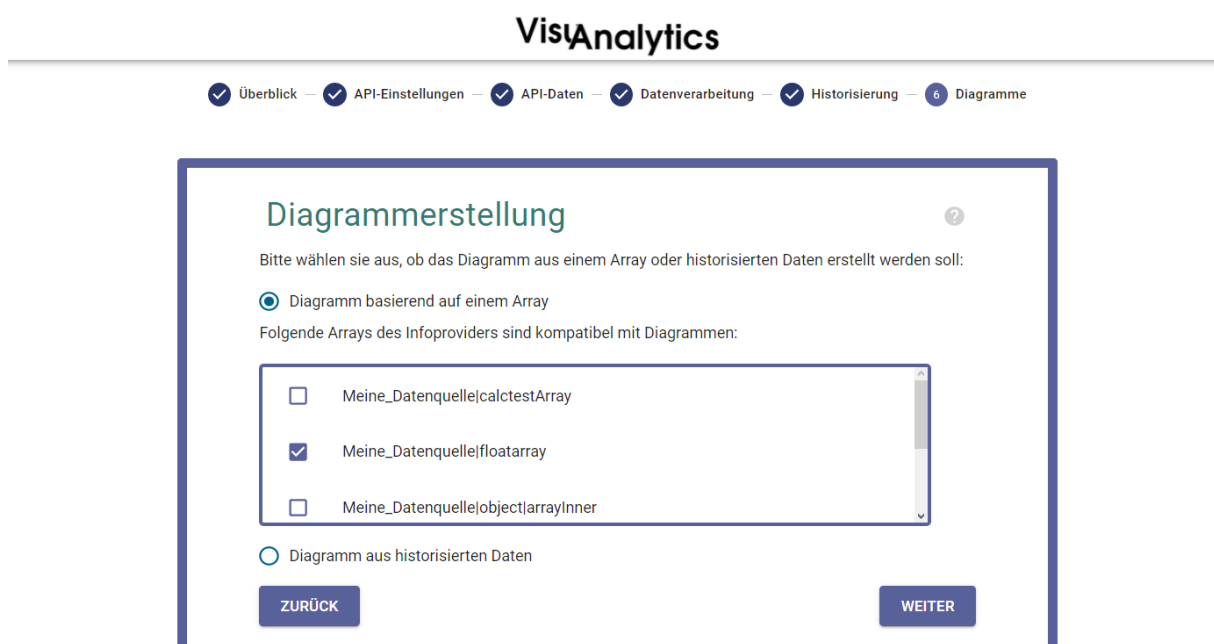 VisuAnalytics
Überblick — API-Einstellungen — API-Daten — Datenverarbeitung — Historisierung — 6 Diagramme
Diagrammerstellung
?
Bitte wählen sie aus, ob das Diagramm aus einem Array oder historisierten Daten erstellt werden soll:
Diagramm basierend auf einem Array
Folgende Arrays des Infoproviders sind kompatibel mit Diagrammen:
Meine_Datenquelle|calctestArray
Meine_Datenquelle|floatarray
Meine_Datenquelle|object|arrayInner
Diagramm aus historisierten Daten
ZURÜCK WEITER